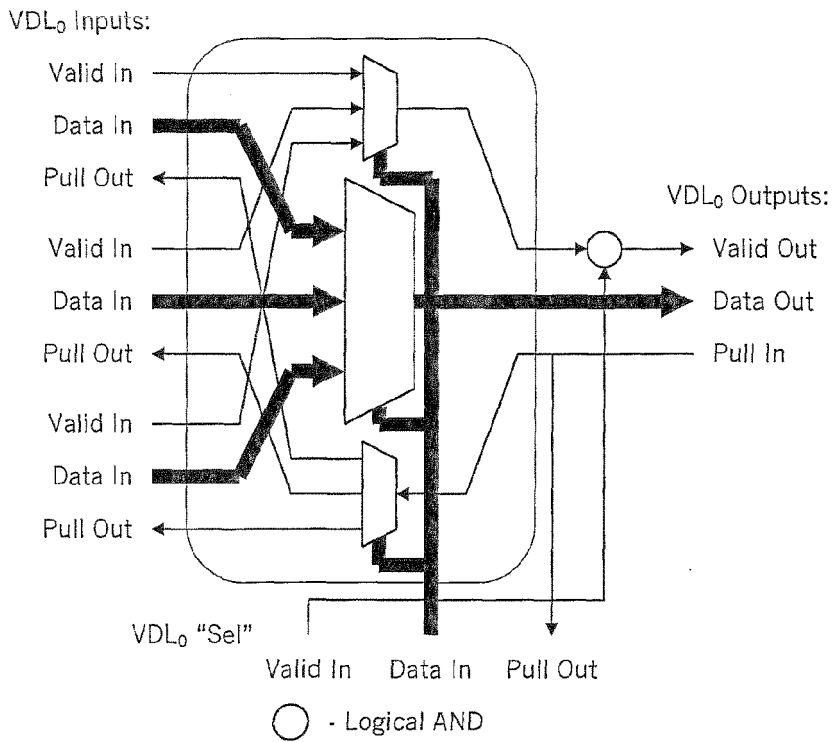 VDL₀ Inputs:
Valid In
Data In
Pull Out
Valid In
Data In
Pull Out
Valid In
Data In
Pull Out
VDL₀ Outputs:
Valid Out
Data Out
Pull In
VDL₀ "Sel"
Valid In Data In Pull Out
- Logical AND